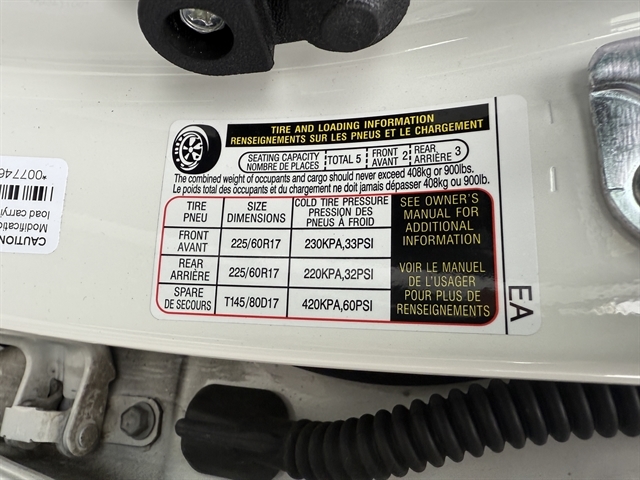 TIRE AND LOADING INFORMATION
RENSEIGNEMENTS SUR LES PNEUS ET LE CHARGEMENT
SEATING CAPACITY
NOMBRE DE PLACES
TOTAL 5
FRONT
AVANT 2
REAR
ARRIÈRE 3
The combined weight of occupants and cargo should never exceed 408kg or 900lbs.
Le poids total des occupants et du chargement ne doit jamais dépasser 408kg ou 900lb.
TIRE
PNEU
SIZE
DIMENSIONS
COLD TIRE PRESSURE
PRESSION DES
PNEUS À FROID
FRONT
AVANT
225/60R17
230KPA,33PSI
REAR
ARRIÈRE
225/60R17
220KPA,32PSI
SPARE
DE SECOURS
T145/80D17
420KPA,60PSI
SEE OWNER'S
MANUAL FOR
ADDITIONAL
INFORMATION
VOIR LE MANUEL
DE L'USAGER
POUR PLUS DE
RENSEIGNEMENTS
EA
*007746
CAUTION
Modificatio
load carryi